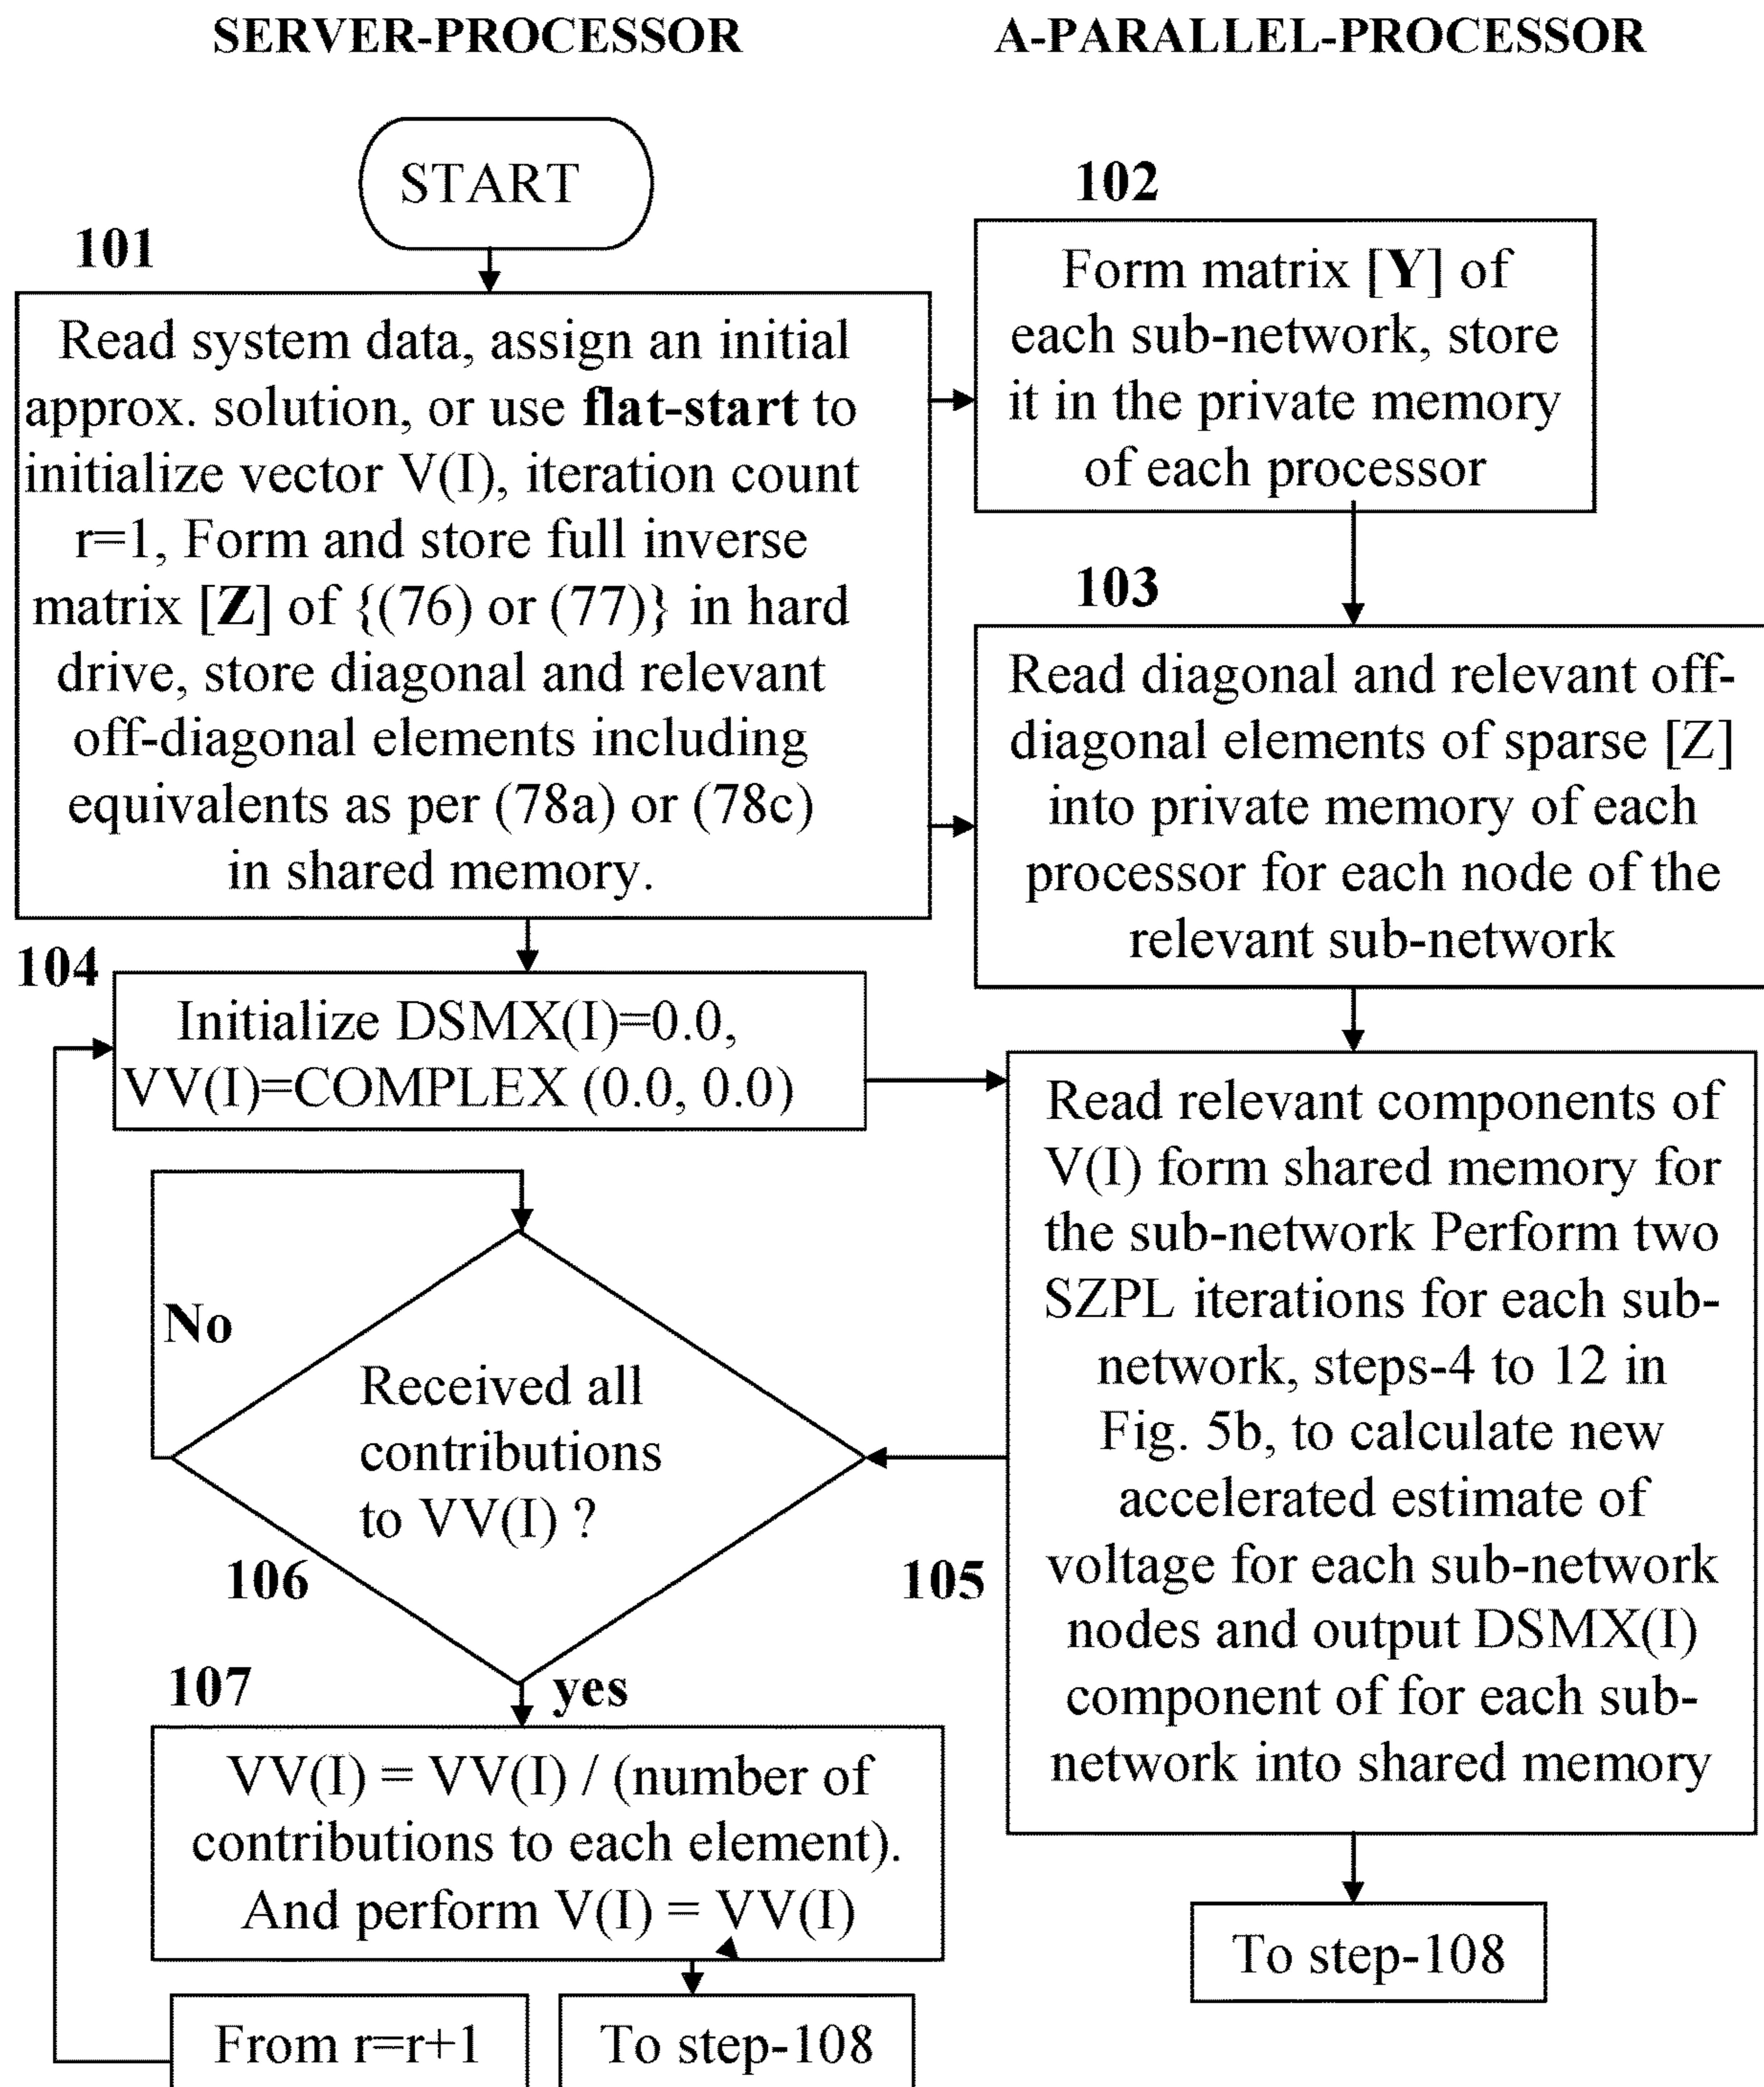 SERVER-PROCESSOR
A-PARALLEL-PROCESSOR
START
101
Read system data, assign an initial
approx. solution, or use flat-start to
initialize vector V(I), iteration count
r=1, Form and store full inverse
matrix [Z] of {(76) or (77)} in hard
drive, store diagonal and relevant
off-diagonal elements including
equivalents as per (78a) or (78c)
in shared memory.
102
Form matrix [Y] of
each sub-network, store
it in the private memory
of each processor
103
Read diagonal and relevant off-
diagonal elements of sparse [Z]
into private memory of each
processor for each node of the
relevant sub-network
104
Initialize DSMX(I)=0.0,
VV(I)=COMPLEX (0.0, 0.0)
Read relevant components of
V(I) form shared memory for
the sub-network Perform two
SZPL iterations for each sub-
network, steps-4 to 12 in
Fig. 5b, to calculate new
accelerated estimate of
voltage for each sub-network
nodes and output DSMX(I)
component of for each sub-
network into shared memory
105
No
Received all
contributions
to VV(I) ?
106
yes
107
VV(I) = VV(I) / (number of
contributions to each element).
And perform V(I) = VV(I)
To step-108
From r=r+1
To step-108